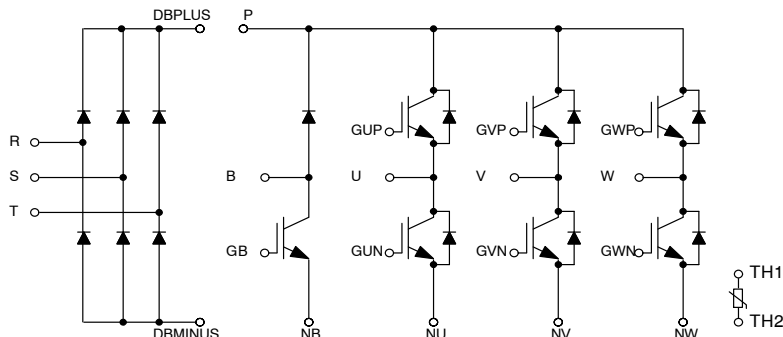 DBPLUS P
GUP GVP GWP
R
S B U V W
T
GB GUN GVN GWN
TH1
TH2
DBMINUS NB NU NV NW